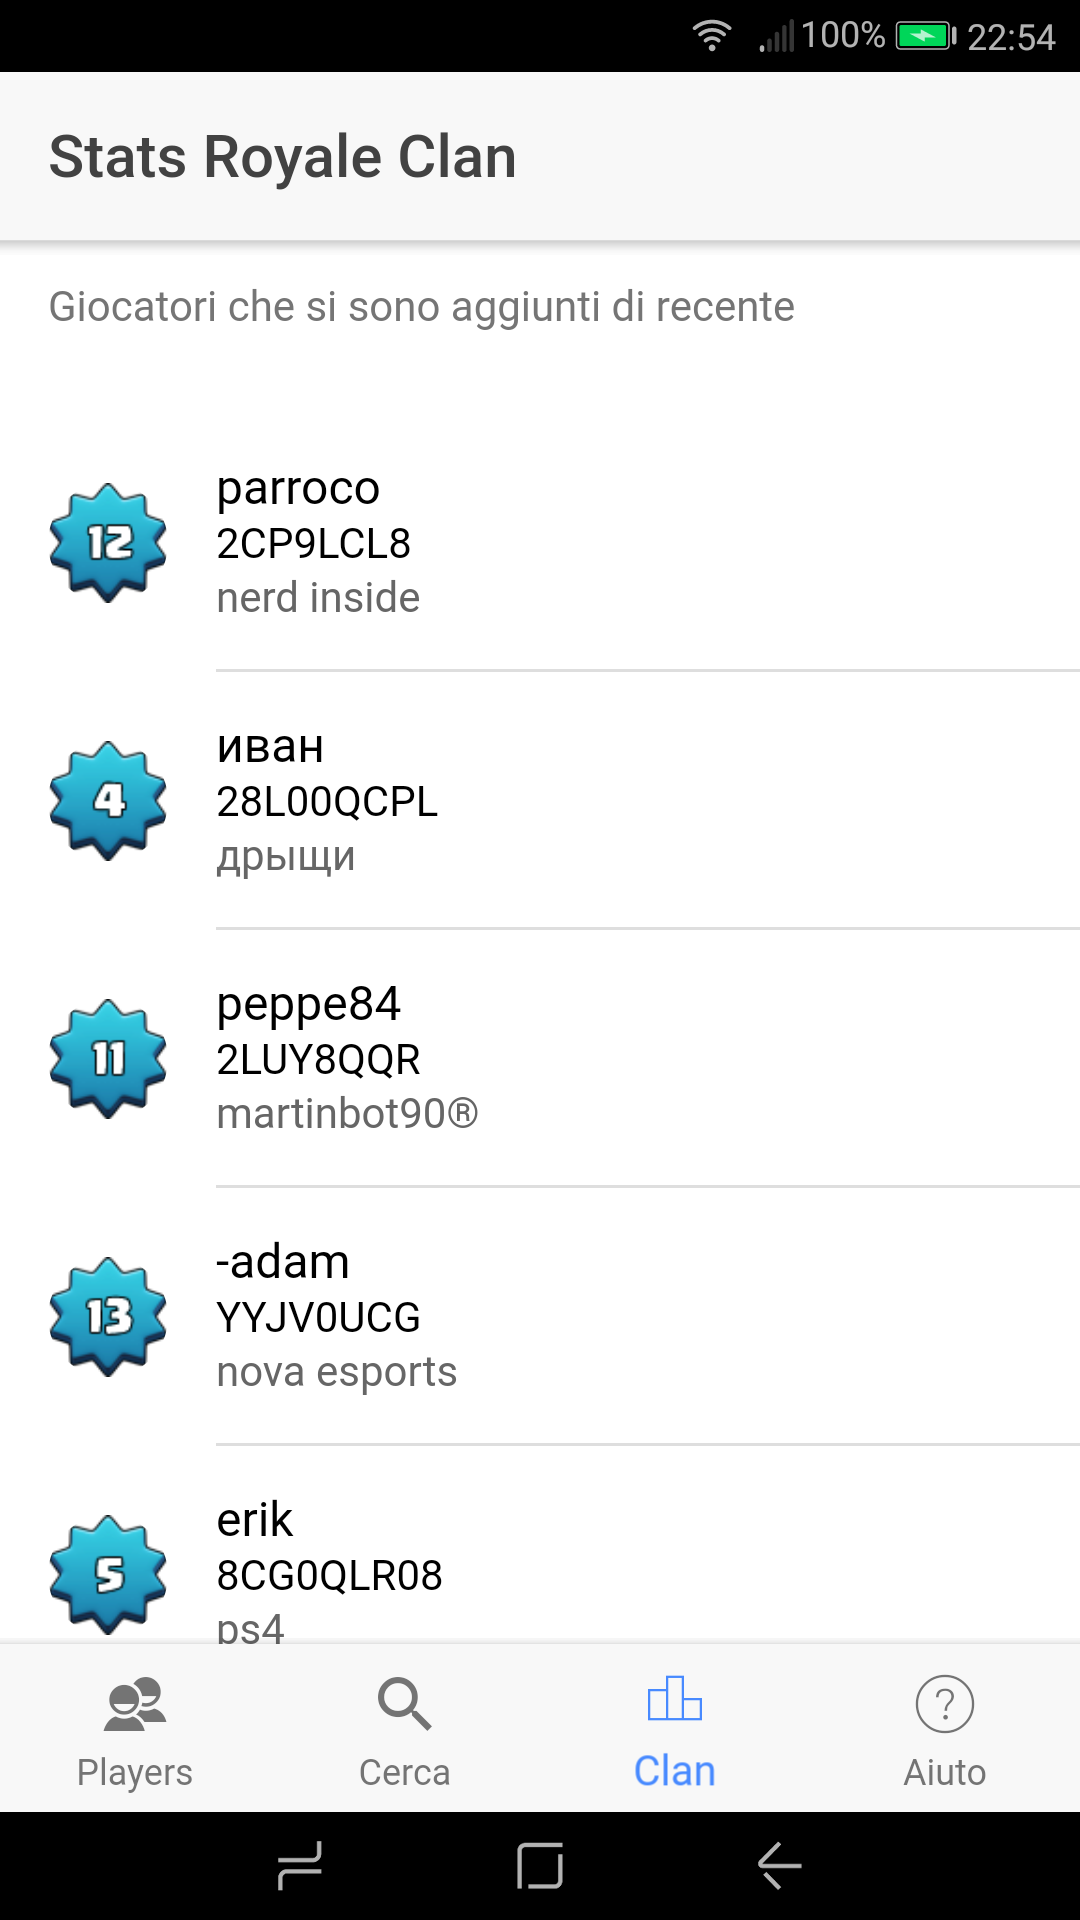 100% 22:54
Stats Royale Clan
Giocatori che si sono aggiunti di recente
12
parroco
2CP9LCL8
nerd inside
4
иван
28L00QCPL
дрыщи
11
peppe84
2LUY8QQR
martinbot90®
13
-adam
YYJV0UCG
nova esports
5
erik
8CG0QLR08
ps4
Players Cerca Clan Aiuto